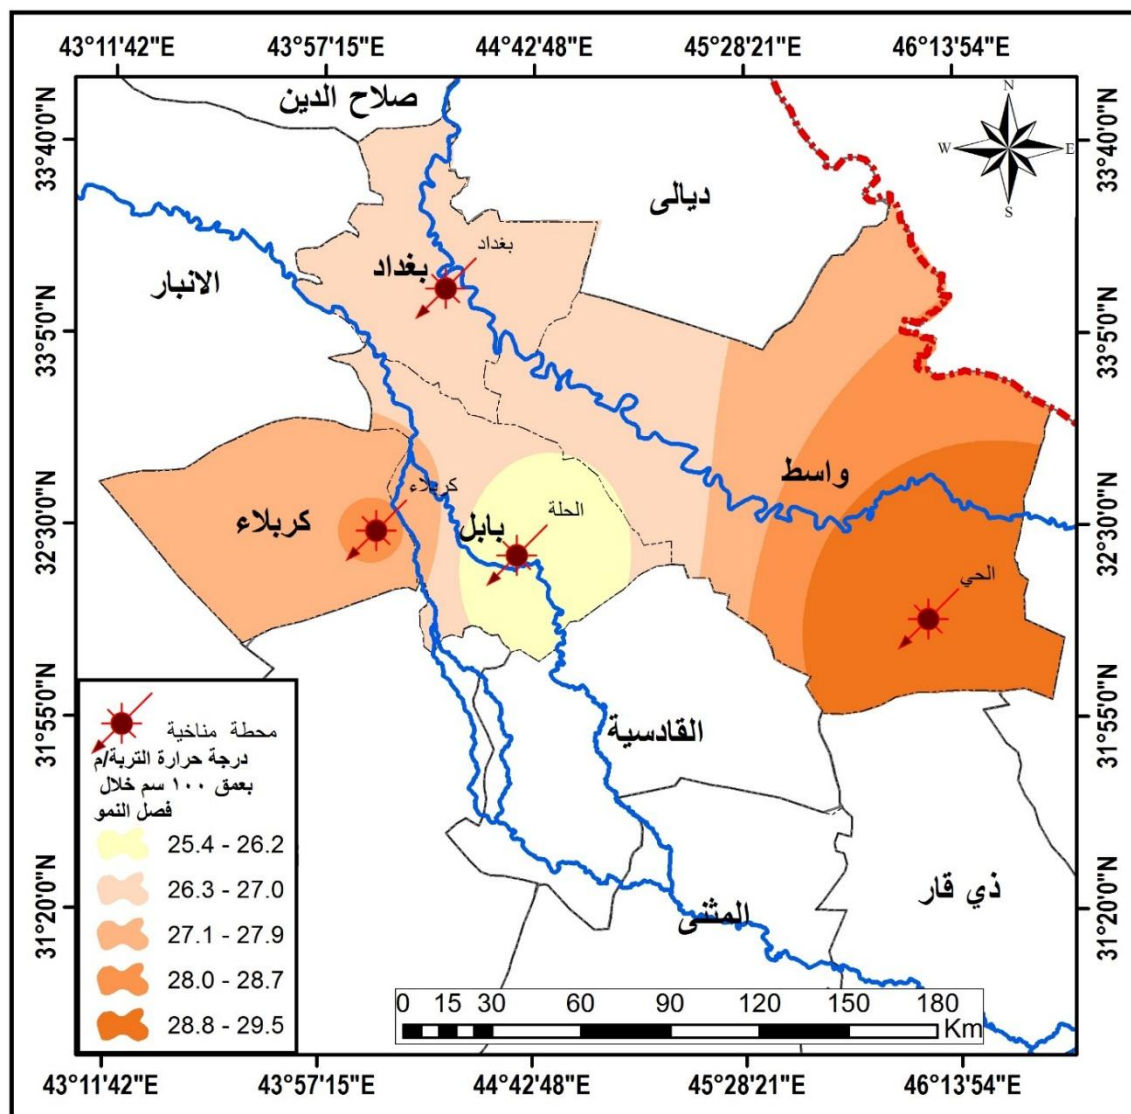 43°11'42"E 43°57'15"E 44°42'48"E 45°28'21"E 46°13'54"E
صلاح الدين
N
W E
S
33°40'0"N
33°40'0"N
ديالى
بغداد
بغداد
الانبار
33°5'0"N
33°5'0"N
واسط
كربلاء
كربلاء
الحلة
بابل
32°30'0"N
32°30'0"N
الحي
محطة مناخية
درجة حرارة التربة/م
بعمق ١٠٠ سم خلال
فصل النمو
25.4 - 26.2
26.3 - 27.0
27.1 - 27.9
28.0 - 28.7
28.8 - 29.5
31°55'0"N
31°55'0"N
القادسية
ذي قار
المثنى
31°20'0"N
31°20'0"N
0 15 30 60 90 120 150 180
Km
43°11'42"E 43°57'15"E 44°42'48"E 45°28'21"E 46°13'54"E